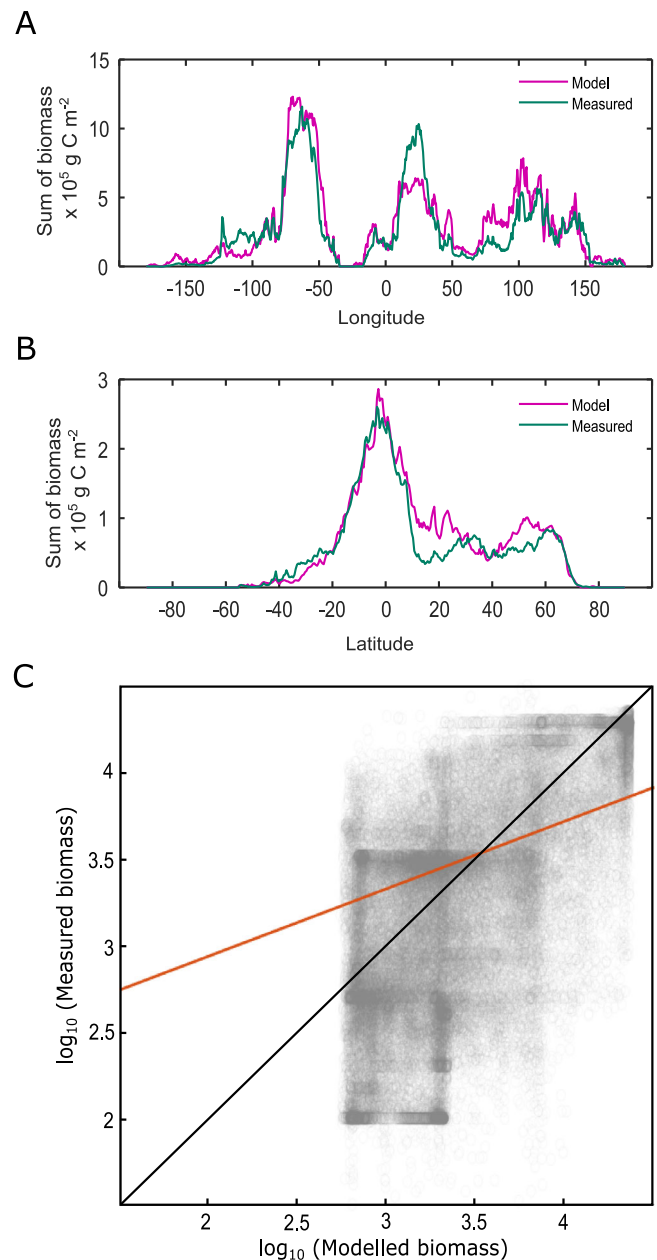 A
Sum of biomass
x 10⁵ g C m⁻²
15
10
5
0
Model
Measured
-150 -100 -50 0 50 100 150
Longitude
B
Sum of biomass
x 10⁵ g C m⁻²
3
2
1
0
Model
Measured
-80 -60 -40 -20 0 20 40 60 80
Latitude
C
log₁₀ (Measured biomass)
4
3.5
3
2.5
2
1.5
2 2.5 3 3.5 4
log₁₀ (Modelled biomass)